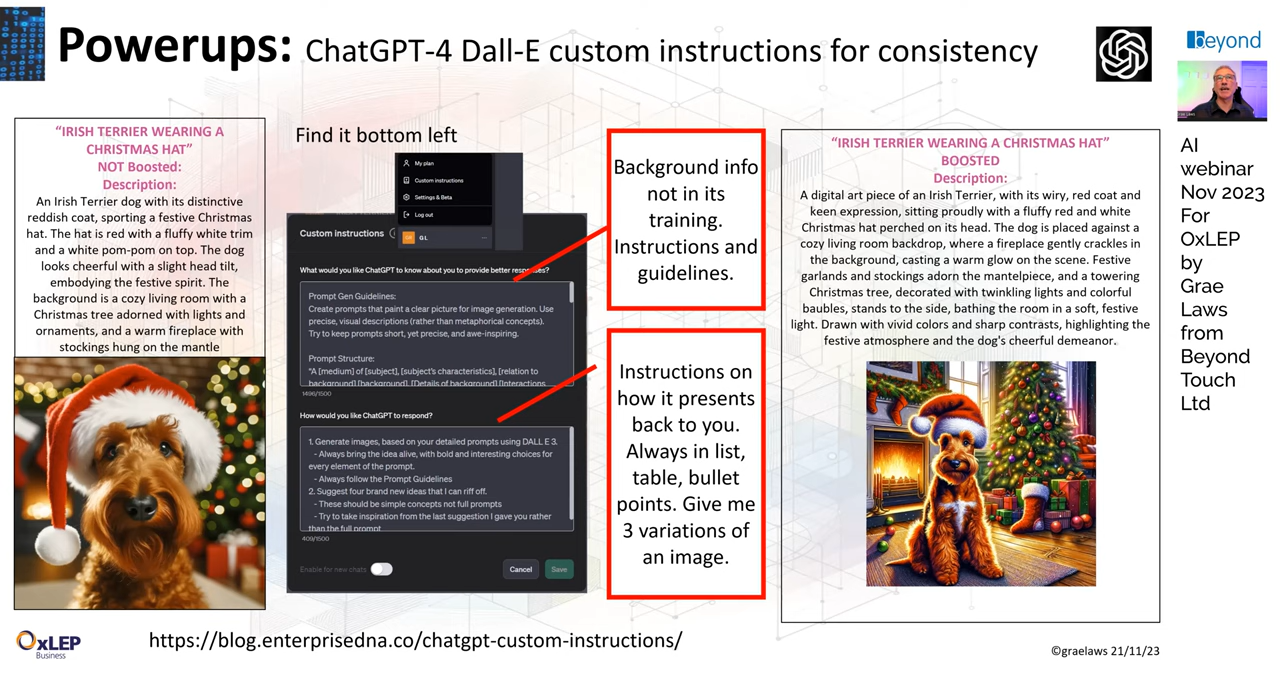 Powerups: ChatGPT-4 Dall-E custom instructions for consistency
beyond
“IRISH TERRIER WEARING A
CHRISTMAS HAT”
NOT Boosted:
Description:
An Irish Terrier dog with its distinctive
reddish coat, sporting a festive Christmas
hat. The hat is red with a fluffy white trim
and a white pom-pom on top. The dog
looks cheerful with a slight head tilt,
embodying the festive spirit. The
background is a cozy living room with a
Christmas tree adorned with lights and
ornaments, and a warm fireplace with
stockings hung on the mantle
Find it bottom left
My plan
Custom instructions
Settings & Beta
Log out
GL
GL
Custom instructions
What would you like ChatGPT to know about you to provide better responses?
Prompt Gen Guidelines:
Create prompts that paint a clear picture for image generation. Use
precise, visual descriptions (rather than metaphorical concepts).
Try to keep prompts short, yet precise, and awe-inspiring.
Prompt Structure:
"A [medium] of [subject], [subject's characteristics], [relation to
background] [background]. [Details of background] [Interactions
1496/1500
How would you like ChatGPT to respond?
1. Generate images, based on your detailed prompts using DALL E 3.
- Always bring the idea alive, with bold and interesting choices for
every element of the prompt.
- Always follow the Prompt Guidelines
2. Suggest four brand new ideas that I can riff off.
- These should be simple concepts not full prompts
- Try to take inspiration from the last suggestion I gave you rather
than the full prompt
409/1500
Enable for new chats
Cancel
Save
Background info
not in its
training.
Instructions and
guidelines.
Instructions on
how it presents
back to you.
Always in list,
table, bullet
points. Give me
3 variations of
an image.
“IRISH TERRIER WEARING A CHRISTMAS HAT”
BOOSTED
Description:
A digital art piece of an Irish Terrier, with its wiry, red coat and
keen expression, sitting proudly with a fluffy red and white
Christmas hat perched on its head. The dog is placed against a
cozy living room backdrop, where a fireplace gently crackles in
the background, casting a warm glow on the scene. Festive
garlands and stockings adorn the mantelpiece, and a towering
Christmas tree, decorated with twinkling lights and colorful
baubles, stands to the side, bathing the room in a soft, festive
light. Drawn with vivid colors and sharp contrasts, highlighting the
festive atmosphere and the dog's cheerful demeanor.
AI
webinar
Nov 2023
For
OxLEP
by
Grae
Laws
from
Beyond
Touch
Ltd
OxLEP
Business
https://blog.enterprisedna.co/chatgpt-custom-instructions/
©graelaws 21/11/23